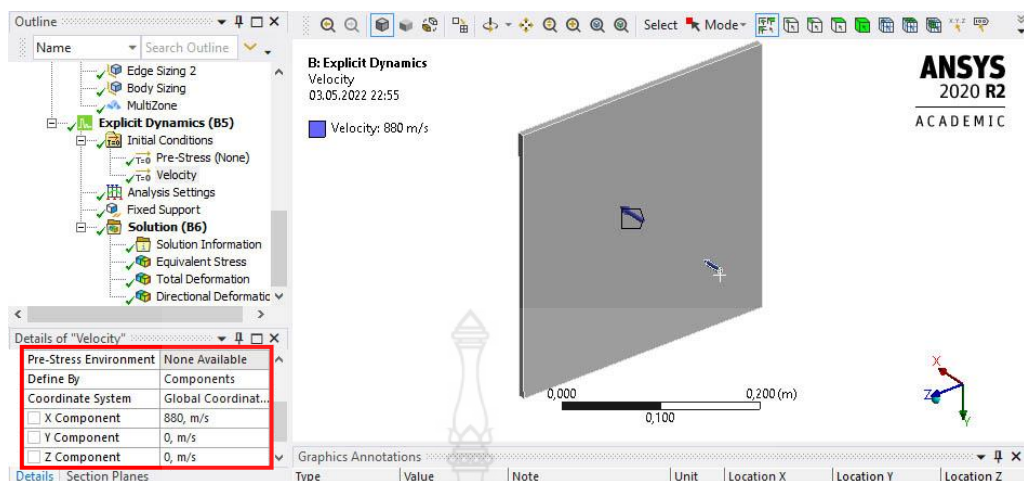 Outline
Name
Search Outline
Edge Sizing 2
Body Sizing
MultiZone
Explicit Dynamics (B5)
Initial Conditions
T=0 Pre-Stress (None)
T=0 Velocity
Analysis Settings
Fixed Support
Solution (B6)
Solution Information
Equivalent Stress
Total Deformation
Directional Deformatic
Details of "Velocity"
Pre-Stress Environment None Available
Define By Components
Coordinate System Global Coordinat...
X Component 880, m/s
Y Component 0, m/s
Z Component 0, m/s
Details Section Planes
Select Mode
B: Explicit Dynamics
Velocity
03.05.2022 22:55
Velocity: 880 m/s
ANSYS
2020 R2
ACADEMIC
0,000 0,200 (m)
0,100
X
Z
Y
Graphics Annotations
Type Value Note Unit Location X Location Y Location Z